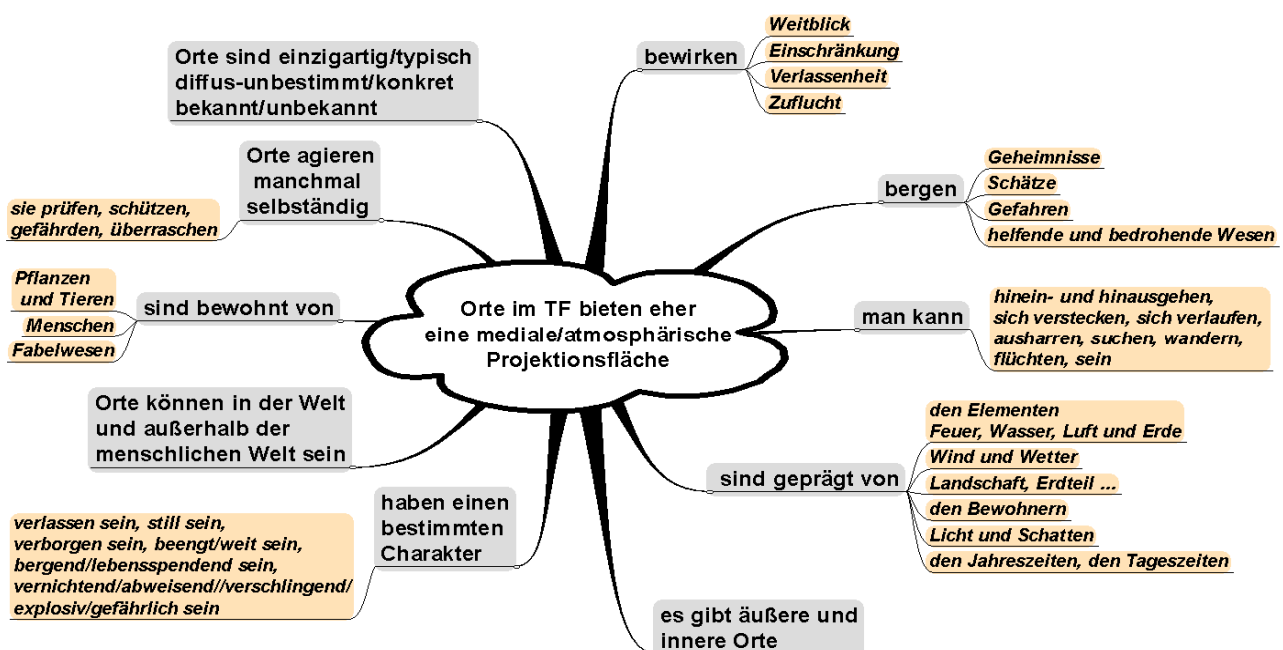 Orte im TF bieten eher
eine mediale/atmosphärische
Projektionsfläche
bewirken
Weitblick
Einschränkung
Verlassenheit
Zuflucht
bergen
Geheimnisse
Schätze
Gefahren
helfende und bedrohende Wesen
man kann
hinein- und hinausgehen,
sich verstecken, sich verlaufen,
ausharren, suchen, wandern,
flüchten, sein
sind geprägt von
den Elementen
Feuer, Wasser, Luft und Erde
Wind und Wetter
Landschaft, Erdteil ...
den Bewohnern
Licht und Schatten
den Jahreszeiten, den Tageszeiten
es gibt äußere und
innere Orte
haben einen
bestimmten
Charakter
verlassen sein, still sein,
verborgen sein, beengt/weit sein,
bergend/lebensspendend sein,
vernichtend/abweisend//verschlingend/
explosiv/gefährlich sein
Orte können in der Welt
und außerhalb der
menschlichen Welt sein
sind bewohnt von
Pflanzen
und Tieren
Menschen
Fabelwesen
Orte agieren
manchmal
selbständig
sie prüfen, schützen,
gefährden, überraschen
Orte sind einzigartig/typisch
diffus-unbestimmt/konkret
bekannt/unbekannt